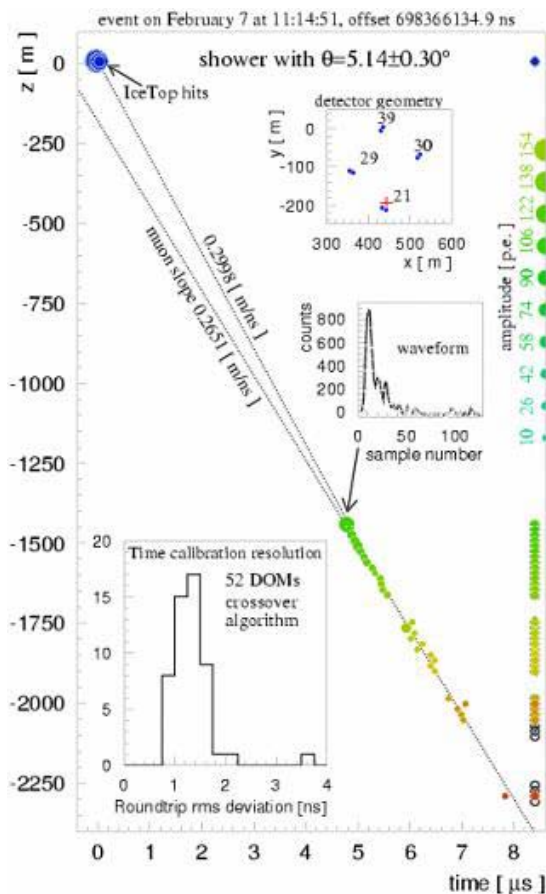 event on February 7 at 11:14:51, offset 698366134.9 ns
z [ m ]
0
-250
-500
-750
-1000
-1250
-1500
-1750
-2000
-2250
shower with θ=5.14±0.30º
IceTop hits
detector geometry
y [ m ]
0
-100
-200
39
30
29
21
300 400 500 600
x [ m ]
0.2998 [ m/ns ]
muon slope 0.2651 [ m/ns ]
amplitude [ p.e. ]
154
138
122
106
90
74
58
42
26
10
counts
800
600
400
200
0
waveform
0 50 100
sample number
Time calibration resolution
52 DOMs
crossover
algorithm
20
15
10
5
0
0 1 2 3 4
Roundtrip rms deviation [ns]
0 1 2 3 4 5 6 7 8
time [ μs ]